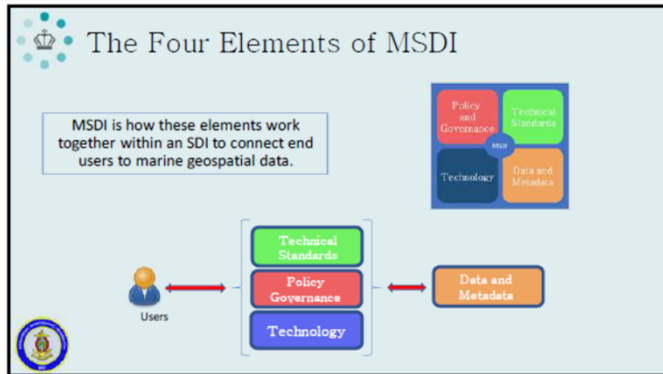 The Four Elements of MSDI
MSDI is how these elements work
together within an SDI to connect end
users to marine geospatial data.
Policy
and
Governance
Technical
Standards
MSDI
Technology
Data and
Metadata
Technical
Standards
Policy
Governance
Technology
Users
Data and
Metadata